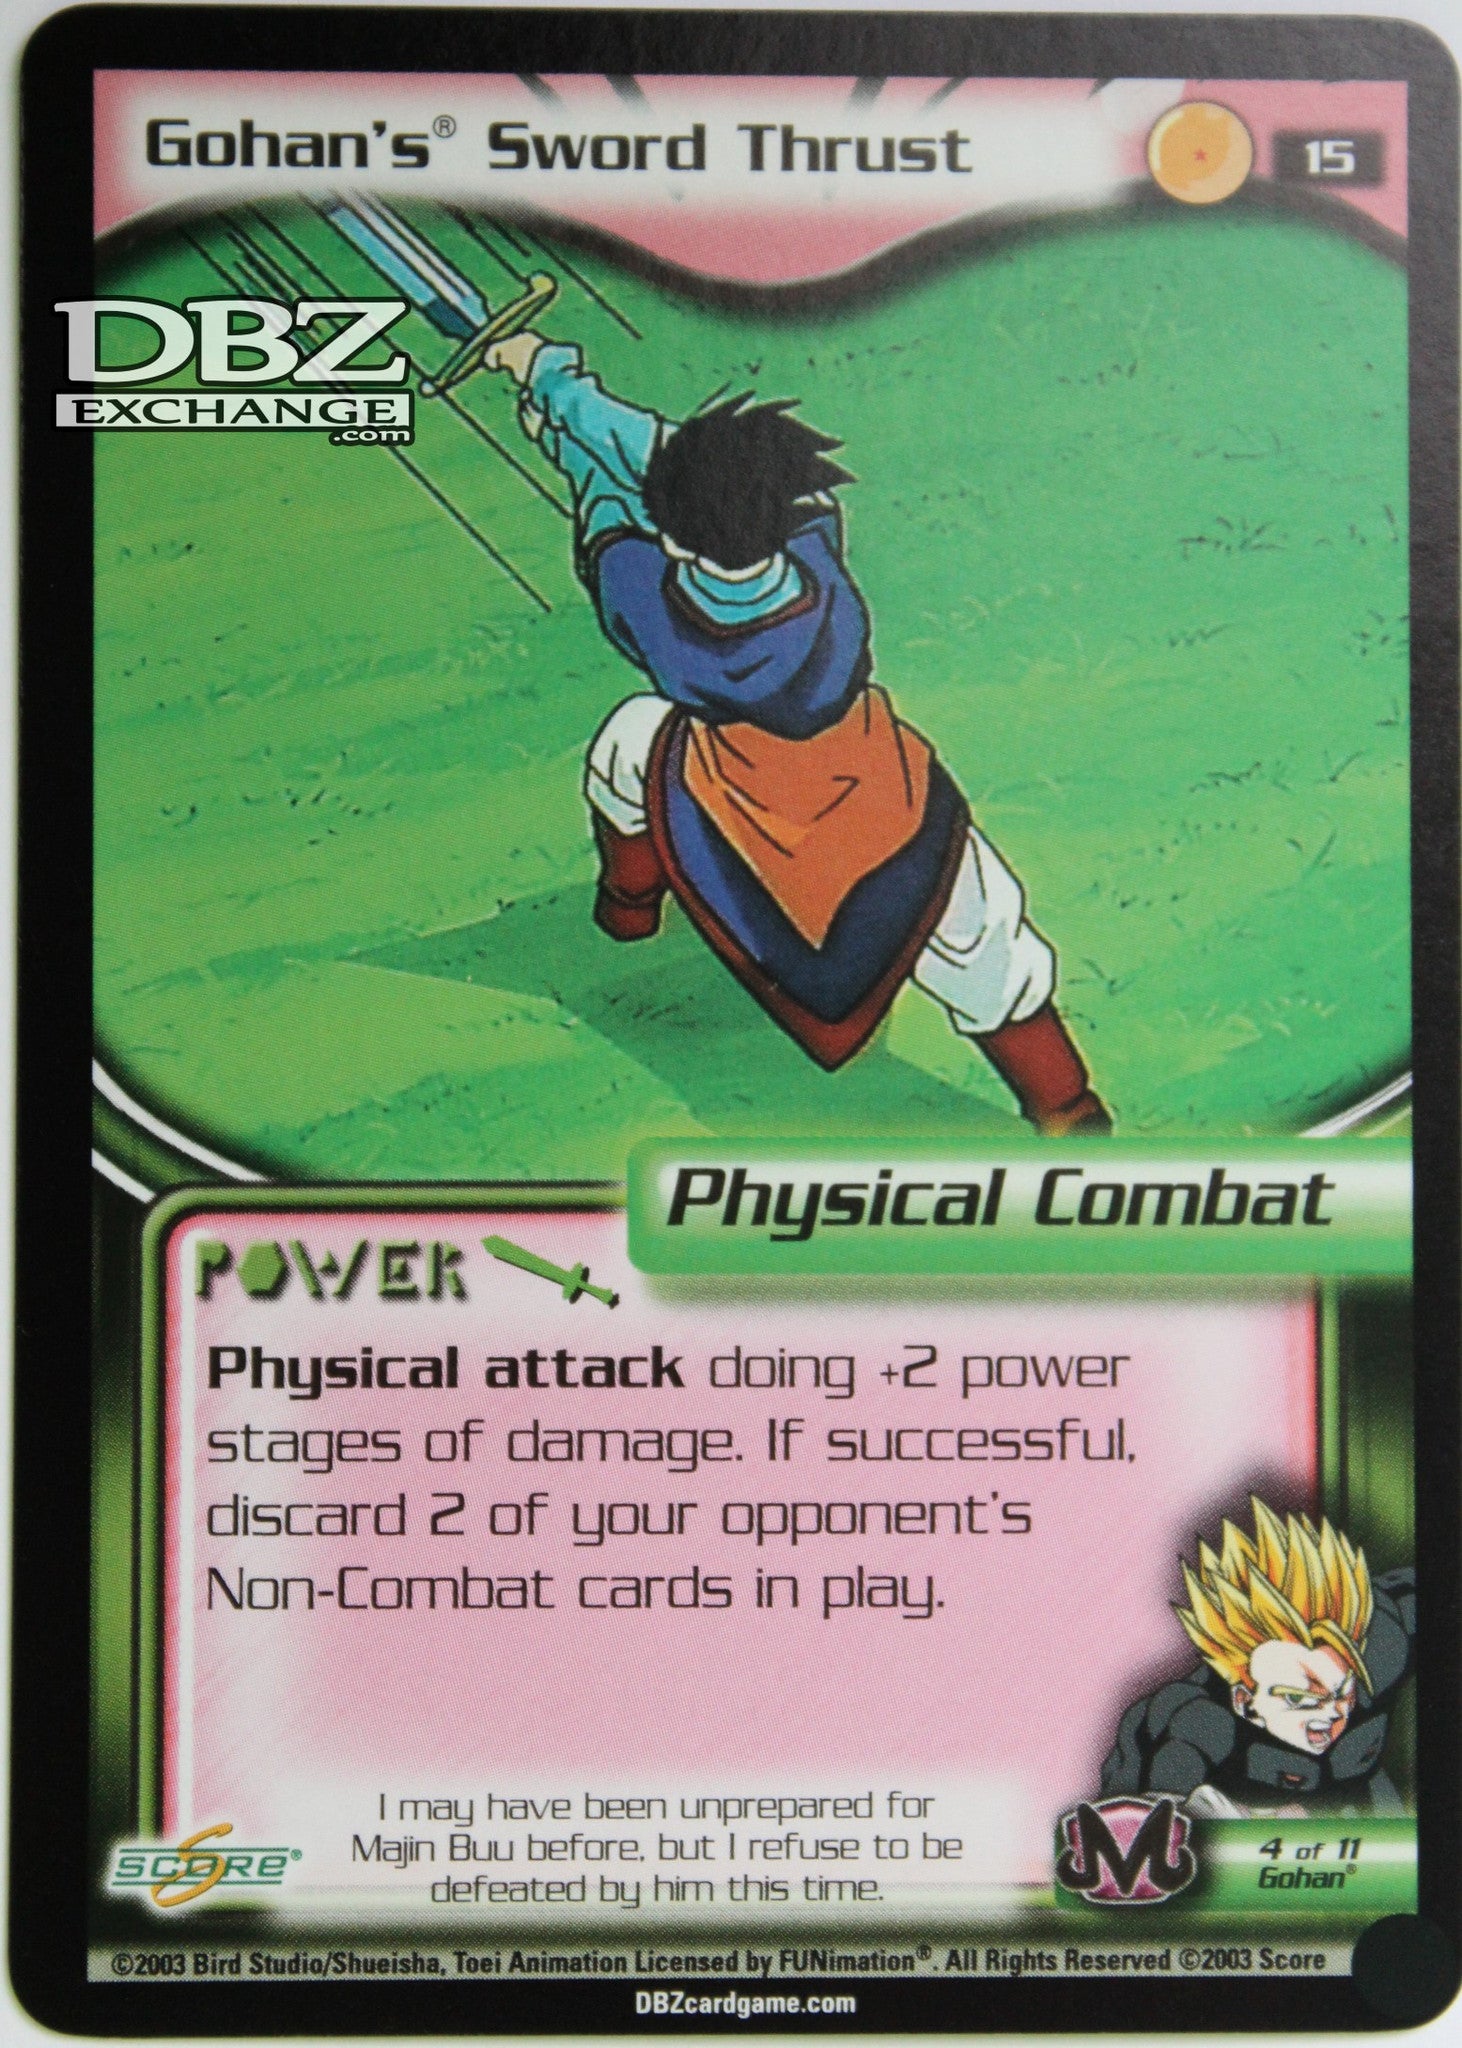 Gohan's® Sword Thrust
15
DBZ
EXCHANGE
.com
Physical Combat
POWER
Physical attack doing +2 power
stages of damage. If successful,
discard 2 of your opponent's
Non-Combat cards in play.
I may have been unprepared for
Majin Buu before, but I refuse to be
defeated by him this time.
SCORE®
M
4 of 11
Gohan®
©2003 Bird Studio/Shueisha, Toei Animation Licensed by FUNimation®. All Rights Reserved ©2003 Score
DBZcardgame.com